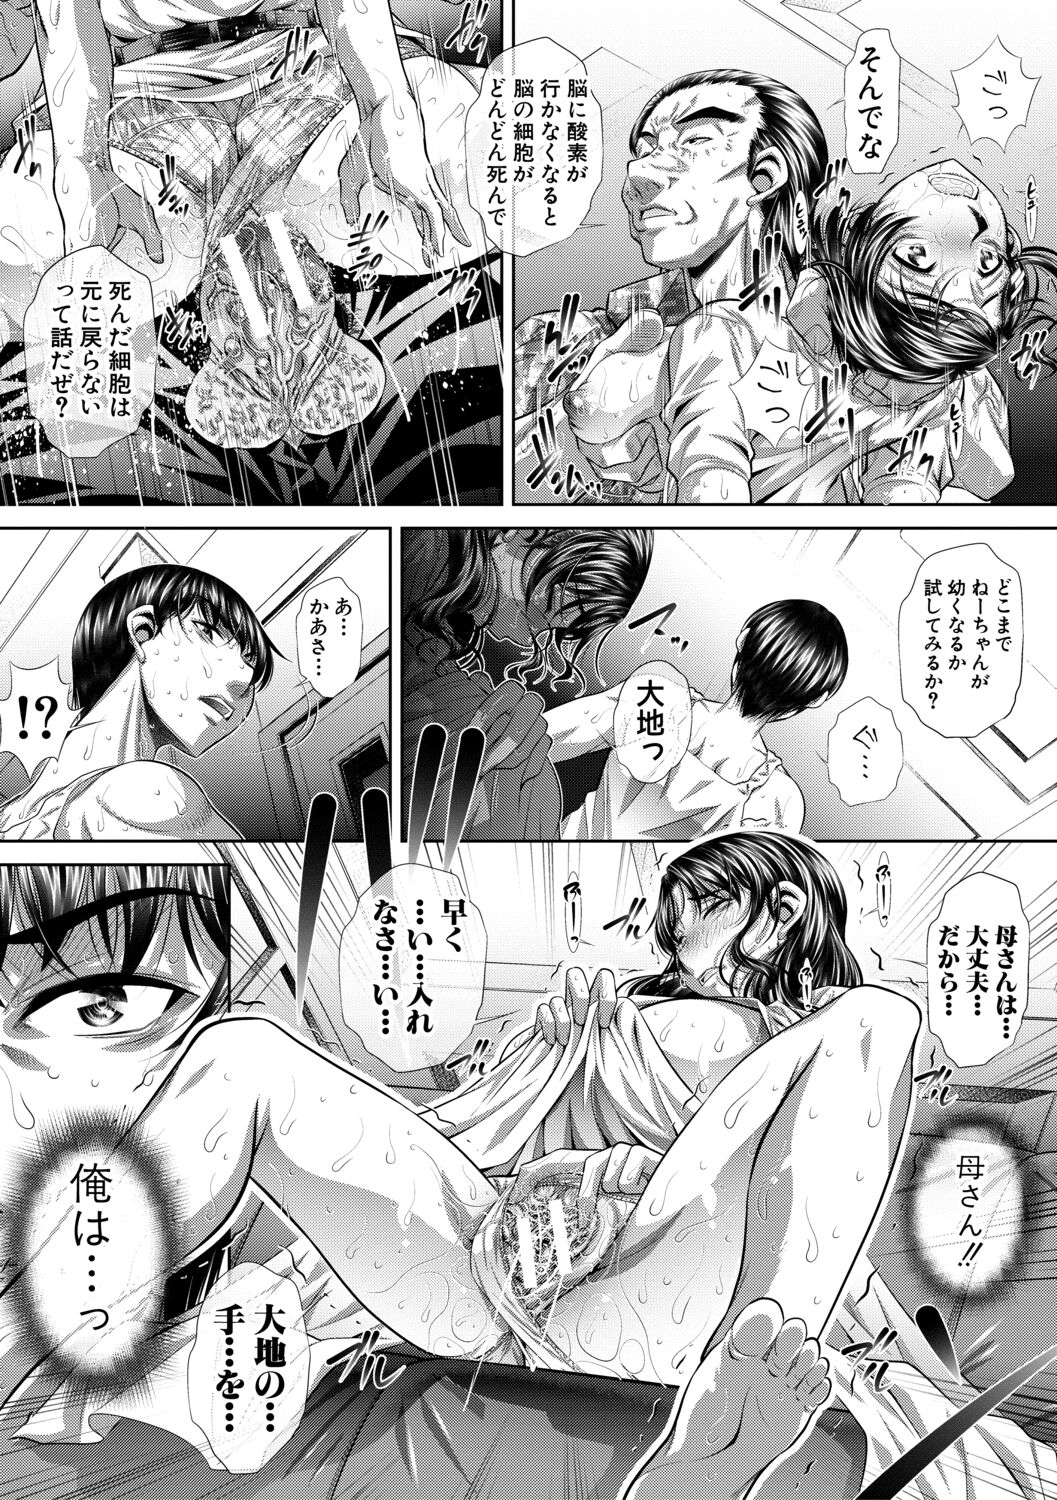 ゴっ
そんでな
脳に酸素が
行かなくなると
脳の細胞が
どんどん死んで
ゴっ
死んだ細胞は
元に戻らない
って話だぜ?
どこまで
ねーちゃんが
幼くなるか
試してみるか?
大地っ
あ…
かあさ…
!?
母さんは…
大丈夫…
だから…
早く
…い…入れ
なさ…い…
母さん!!
大地の…
手…を…
俺は…っ